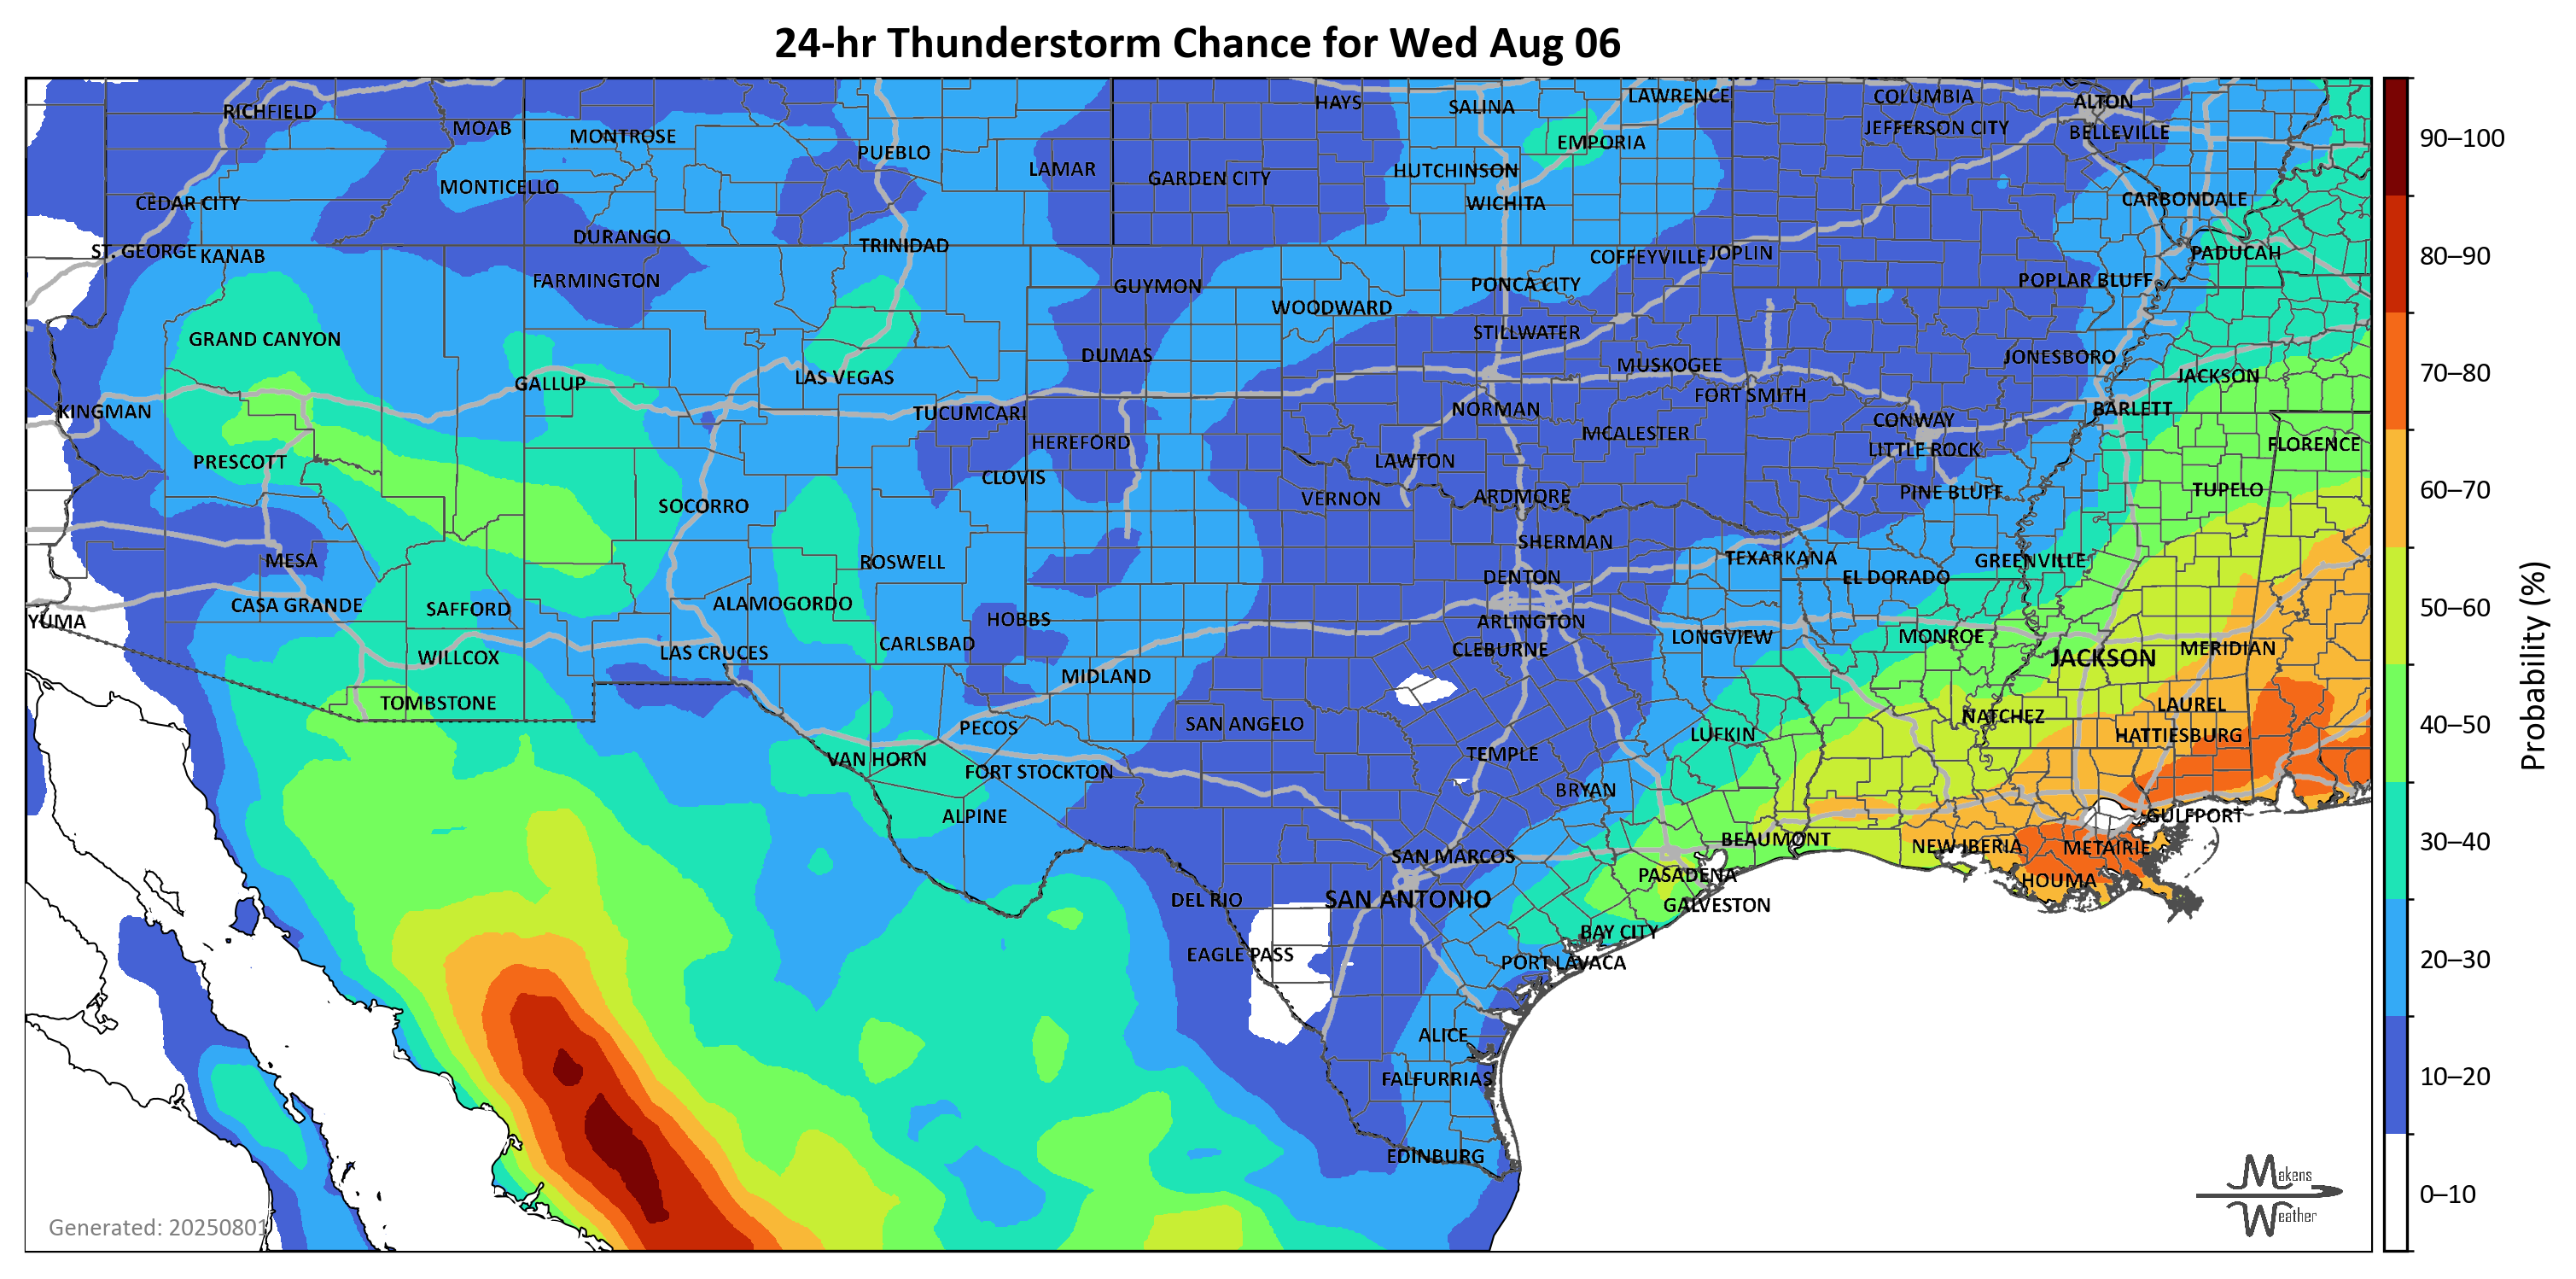 24-hr Thunderstorm Chance for Wed Aug 06
RICHFIELD
MOAB
MONTROSE
PUEBLO
LAMAR
HAYS
SALINA
LAWRENCE
COLUMBIA
ALTON
JEFFERSON CITY
BELLEVILLE
EMPORIA
HUTCHINSON
GARDEN CITY
MONTICELLO
CEDAR CITY
WICHITA
CARBONDALE
DURANGO
TRINIDAD
ST. GEORGE
KANAB
COFFEYVILLE
JOPLIN
PADUCAH
FARMINGTON
GUYMON
PONCA CITY
POPLAR BLUFF
WOODWARD
GRAND CANYON
STILLWATER
DUMAS
MUSKOGEE
JONESBORO
GALLUP
LAS VEGAS
JACKSON
FORT SMITH
KINGMAN
TUCUMCARI
NORMAN
BARLETT
CONWAY
HEREFORD
MCALESTER
LITTLE ROCK
FLORENCE
PRESCOTT
CLOVIS
LAWTON
SOCORRO
VERNON
ARDMORE
PINE BLUFF
TUPELO
MESA
ROSWELL
SHERMAN
TEXARKANA
GREENVILLE
DENTON
EL DORADO
CASA GRANDE
SAFFORD
ALAMOGORDO
HOBBS
ARLINGTON
YUMA
LONGVIEW
MONROE
WILLCOX
LAS CRUCES
CARLSBAD
CLEBURNE
JACKSON
MERIDIAN
MIDLAND
TOMBSTONE
PECOS
SAN ANGELO
NATCHEZ
LAUREL
LUFKIN
HATTIESBURG
VAN HORN
FORT STOCKTON
TEMPLE
BRYAN
ALPINE
GULFPORT
BEAUMONT
NEW IBERIA
METAIRIE
SAN MARCOS
PASADENA
HOUMA
DEL RIO
SAN ANTONIO
GALVESTON
BAY CITY
EAGLE PASS
PORT LAVACA
ALICE
FALFURRIAS
EDINBURG
Generated: 20250801
Makens
Weather
90–100
80–90
70–80
60–70
50–60
40–50
30–40
20–30
10–20
0–10
Probability (%)